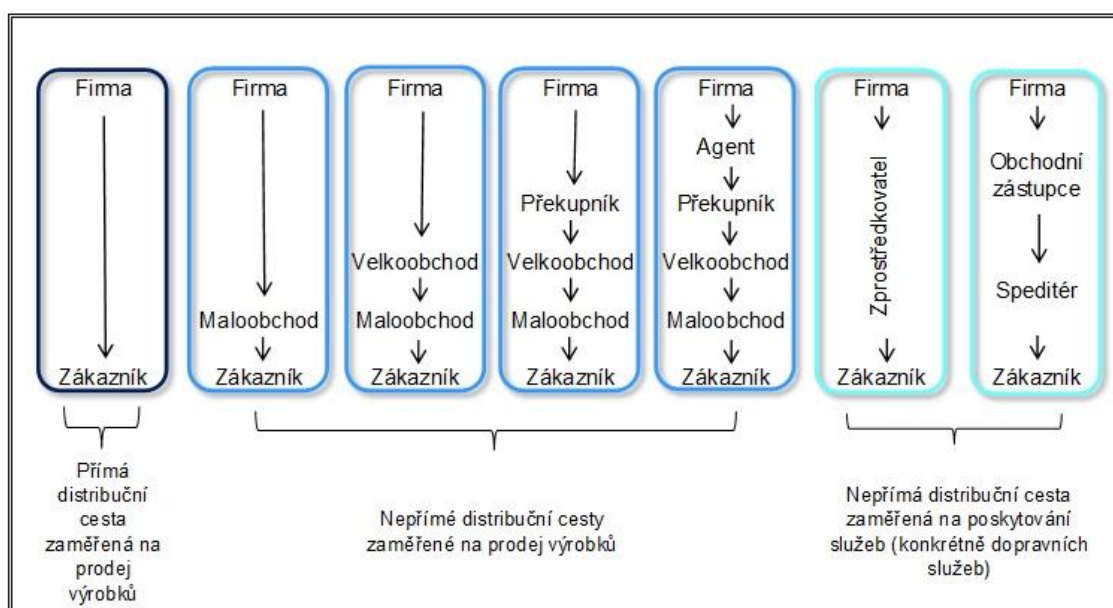 Firma
Zákazník
Firma
Maloobchod
Zákazník
Firma
Velkoobchod
Maloobchod
Zákazník
Firma
Překupník
Velkoobchod
Maloobchod
Zákazník
Firma
Agent
Překupník
Velkoobchod
Maloobchod
Zákazník
Firma
Zprostředkovatel
Zákazník
Firma
Obchodní
zástupce
Speditér
Zákazník
Přímá
distribuční
cesta
zaměřená na
prodej
výrobků
Nepřímé distribuční cesty
zaměřené na prodej výrobků
Nepřímá distribuční cesta
zaměřená na poskytování
služeb (konkrétně dopravních
služeb)